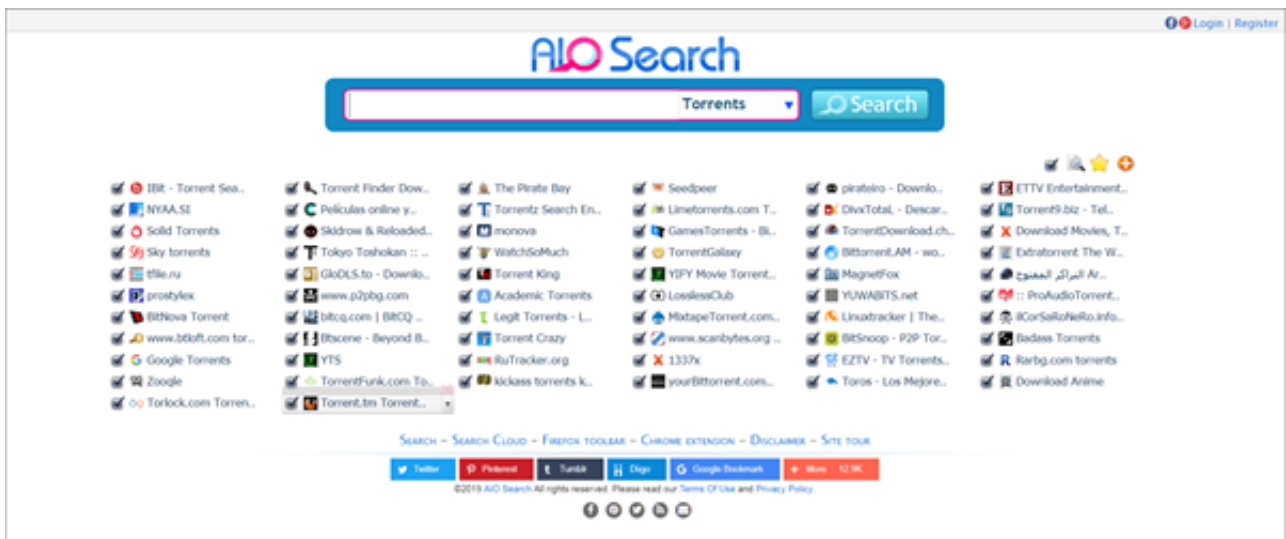 Login | Register
AIO Search
Torrents Search
IBit - Torrent Sea.. Torrent Finder Dow... The Pirate Bay Seedpeer pirateiro - Downlo... ETTV Entertainment...
NYAA.SI Películas online y... Torrentz Search En... Limetorrents.com T... DivxTotaL - Descar... Torrent9.biz - Tel...
Solid Torrents Skidrow & Reloaded... monova GamesTorrents - Bi... TorrentDownload.ch... Download Movies, T...
Sky torrents Tokyo Toshokan :: ... WatchSoMuch TorrentGalaxy Bittorrent.AM - wo... Extratorrent The W...
tfile.ru GloDLS.to - Downlo... Torrent King YIFY Movie Torrent... MagnetFox Ar...
prostylex www.p2pbg.com Academic Torrents LosslessClub YUWABITS.net :: ProAudioTorrent...
BitNova Torrent bitcq.com | BitCQ ... Legit Torrents - L... MixtapeTorrent.com... Linuxtracker | The... ilCorSaRoNeRo.info...
www.btloft.com tor... Btscene - Beyond B... Torrent Crazy www.scanbytes.org ... BitSnoop - P2P Tor... Badass Torrents
Google Torrents YTS RuTracker.org 1337x EZTV - TV Torrents... Rarbg.com torrents
Zoogle TorrentFunk.com To... kickass torrents k... yourBittorrent.com... Toros - Los Mejore... Download Anime
Torlock.com Torren... Torrent.tm Torrent...
Search – Search Cloud – Firefox toolbar – Chrome extension – Disclaimer – Site tour
Twitter Pinterest Tumblr Diigo Google Bookmark More 12.9K
©2019 AIO Search All rights reserved. Please read our Terms Of Use and Privacy Policy.